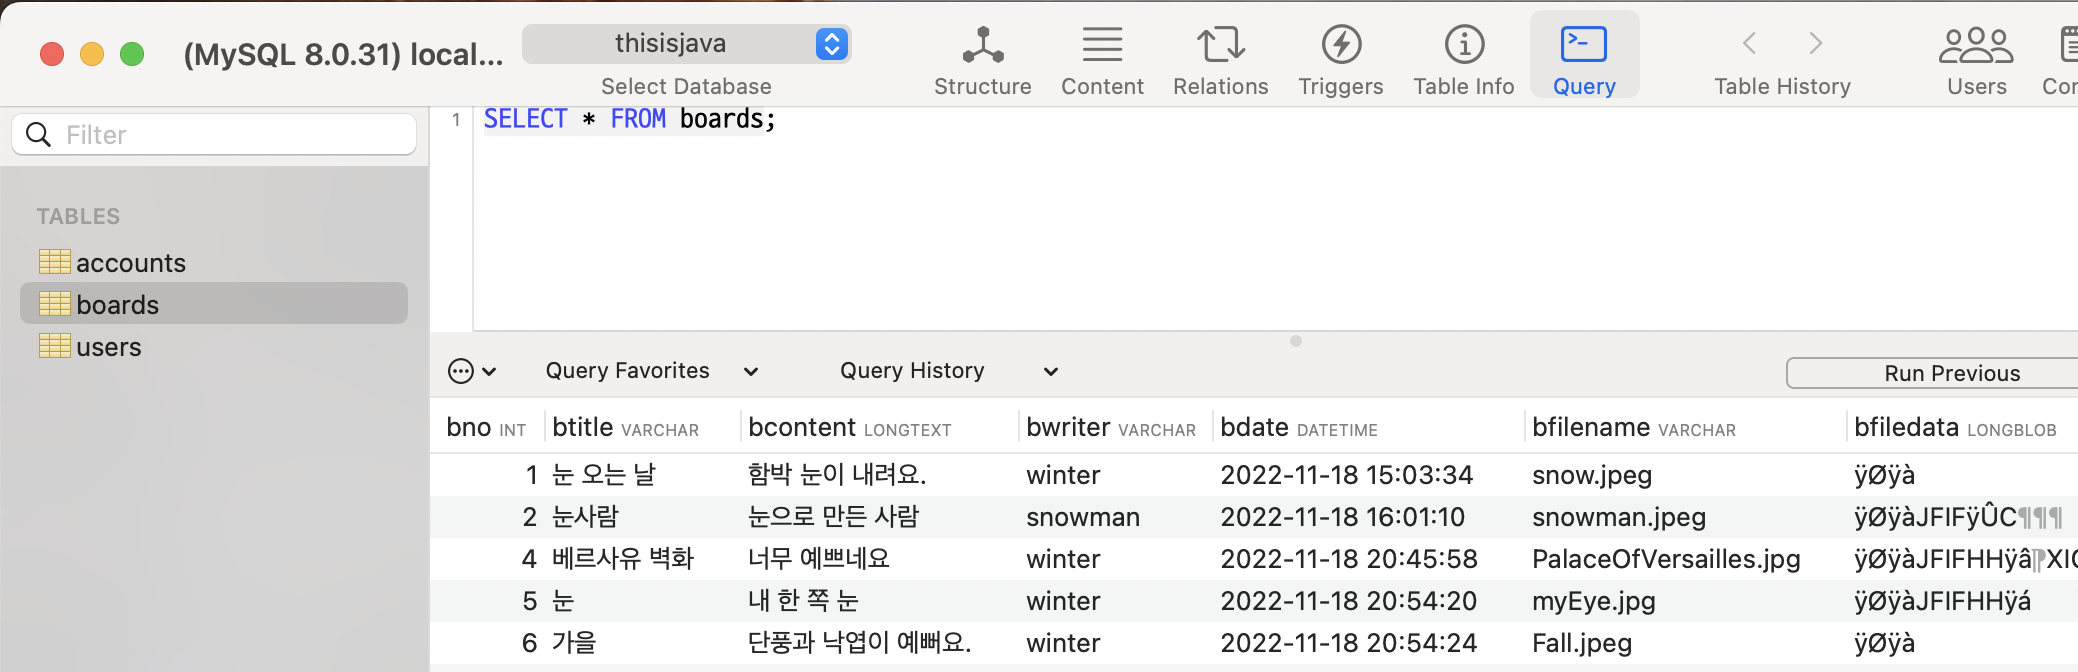 (MySQL 8.0.31) local...
thisisjava
Select Database
Structure
Content
Relations
Triggers
Table Info
Query
Table History
Users
Filter
TABLES
accounts
boards
users
1 SELECT * FROM boards;
Query Favorites Query History Run Previous
bno INT btitle VARCHAR bcontent LONGTEXT bwriter VARCHAR bdate DATETIME bfilename VARCHAR bfiledata LONGBLOB
1 눈 오는 날 함박 눈이 내려요. winter 2022-11-18 15:03:34 snow.jpeg ÿØÿà
2 눈사람 눈으로 만든 사람 snowman 2022-11-18 16:01:10 snowman.jpeg ÿØÿàJFIFÿÛC¶¶¶
4 베르사유 벽화 너무 예쁘네요 winter 2022-11-18 20:45:58 PalaceOfVersailles.jpg
5 눈 내 한 쪽 눈 winter 2022-11-18 20:54:20 myEye.jpg ÿØÿàJFIFHHÿá
6 가을 단풍과 낙엽이 예뻐요. winter 2022-11-18 20:54:24 Fall.jpeg ÿØÿà